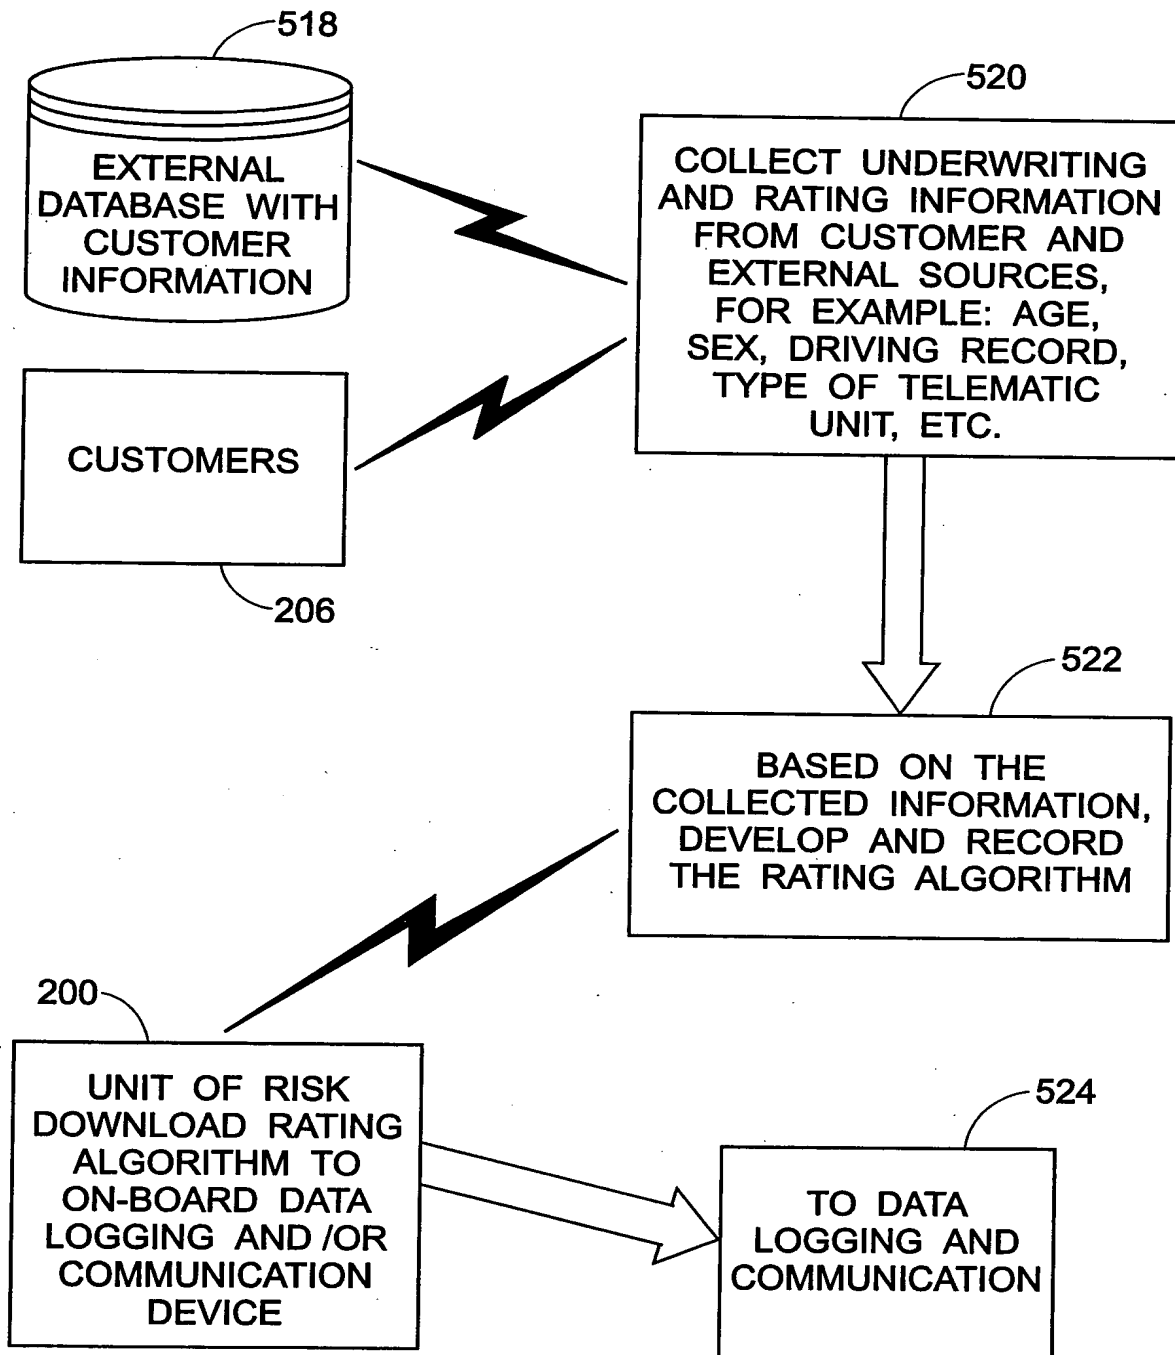 518
EXTERNAL
DATABASE WITH
CUSTOMER
INFORMATION
520
COLLECT UNDERWRITING
AND RATING INFORMATION
FROM CUSTOMER AND
EXTERNAL SOURCES,
FOR EXAMPLE: AGE,
SEX, DRIVING RECORD,
TYPE OF TELEMATIC
UNIT, ETC.
CUSTOMERS
206
522
BASED ON THE
COLLECTED INFORMATION,
DEVELOP AND RECORD
THE RATING ALGORITHM
200
UNIT OF RISK
DOWNLOAD RATING
ALGORITHM TO
ON-BOARD DATA
LOGGING AND /OR
COMMUNICATION
DEVICE
524
TO DATA
LOGGING AND
COMMUNICATION